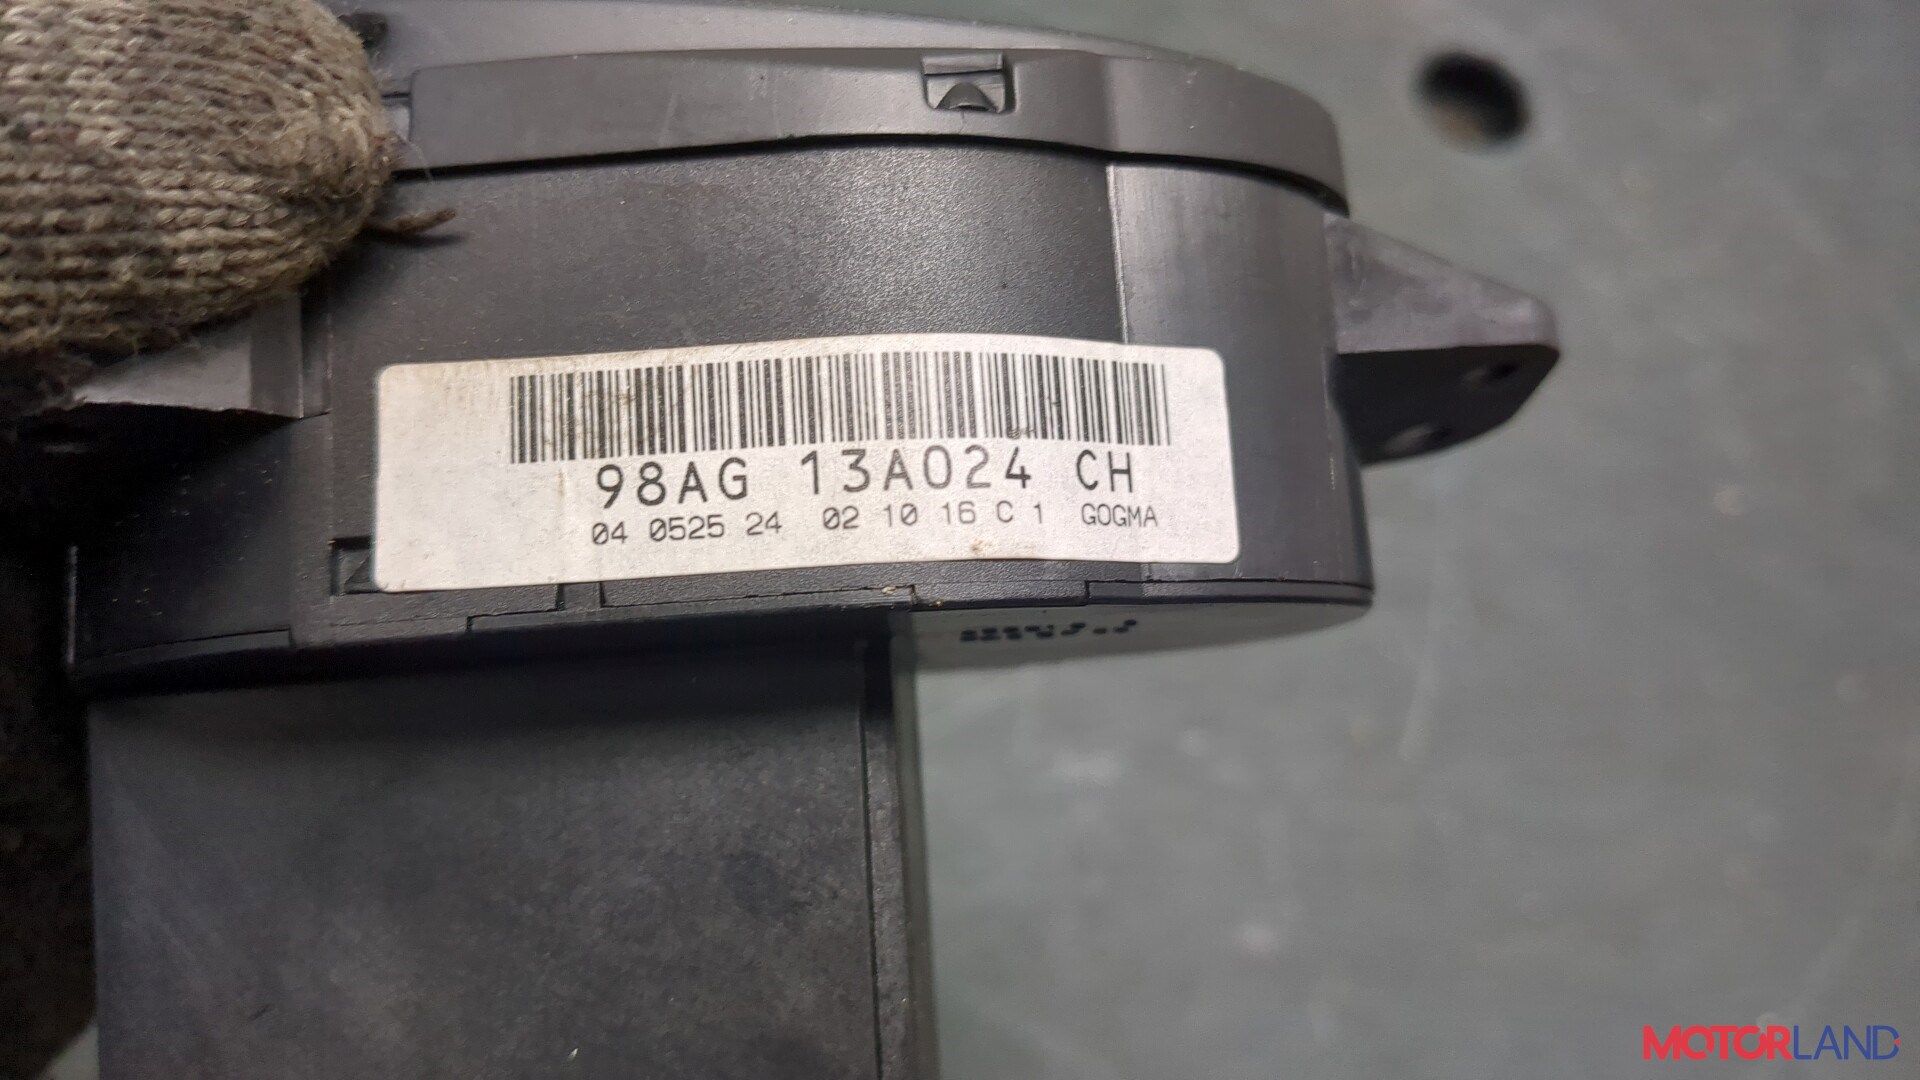 98AG 13A024 CH
04 0525 24 02 10 16 C 1 GOGMA
MOTORLAND